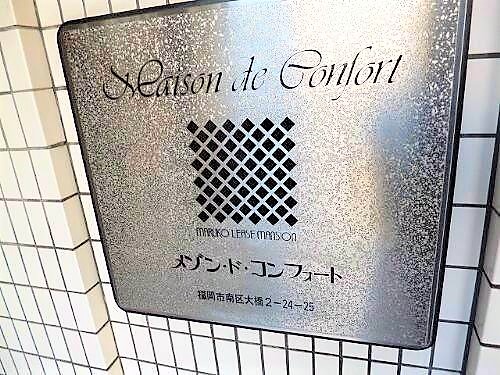 Maison de Confort
MARUKO LEASE MANSION
メゾン・ド・コンフォート
福岡市南区大橋2-24-25